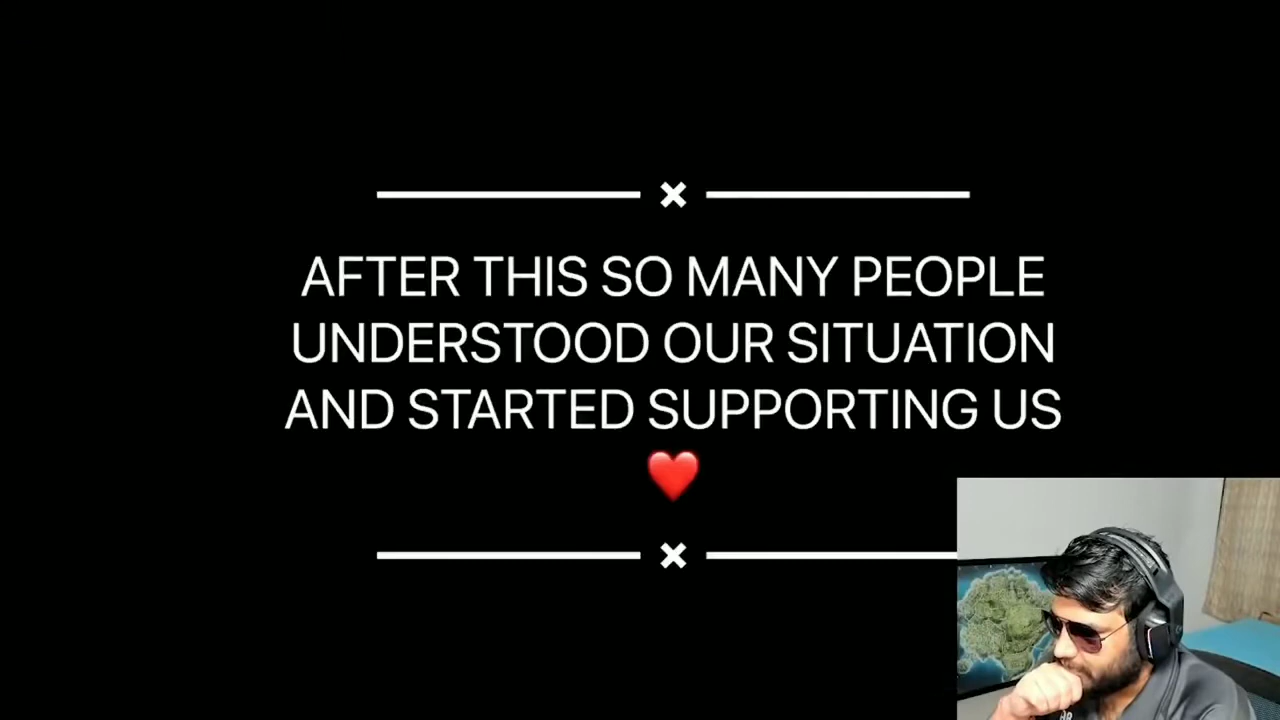 AFTER THIS SO MANY PEOPLE
UNDERSTOOD OUR SITUATION
AND STARTED SUPPORTING US
❤️